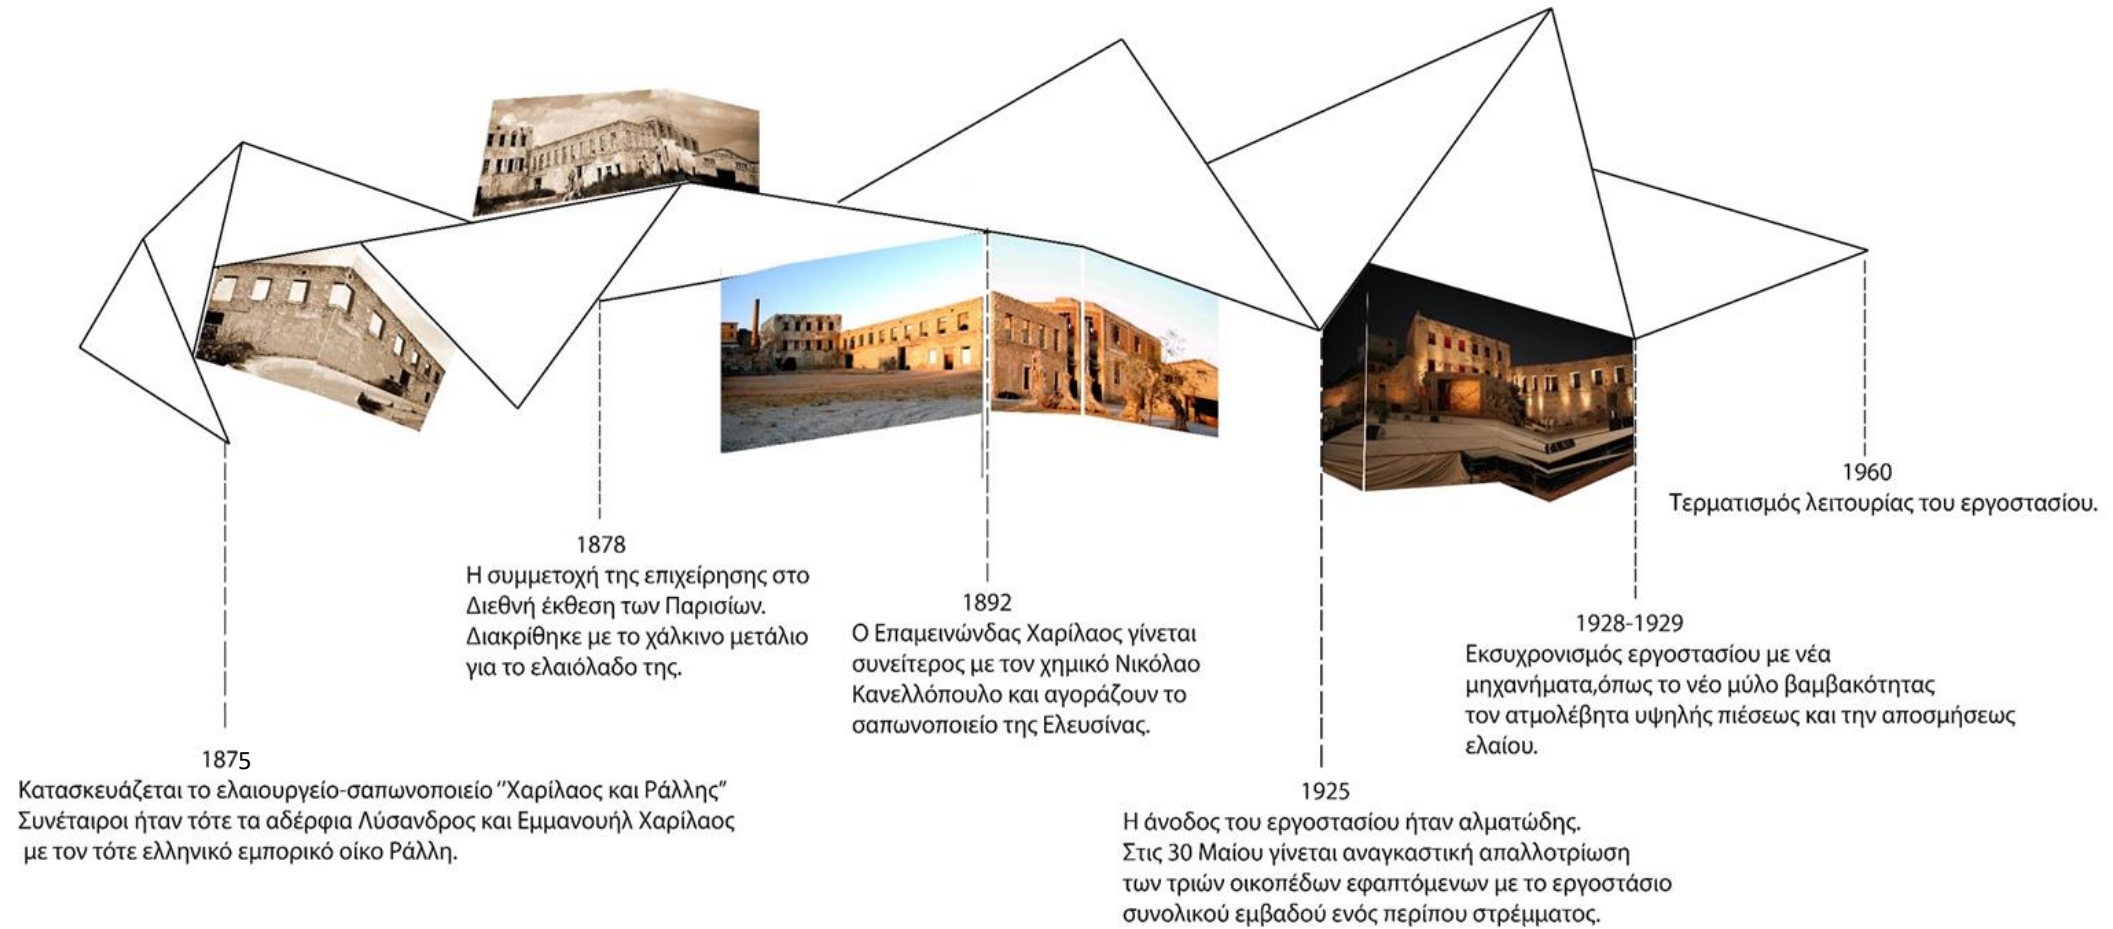 1875
Κατασκευάζεται το ελαιουργείο-σαπωνοποιείο ‘’Χαρίλαος και Ράλλης’’
Συνέταιροι ήταν τότε τα αδέρφια Λύσανδρος και Εμμανουήλ Χαρίλαος
με τον τότε ελληνικό εμπορικό οίκο Ράλλη.
1878
Η συμμετοχή της επιχείρησης στο
Διεθνή έκθεση των Παρισίων.
Διακρίθηκε με το χάλκινο μετάλιο
για το ελαιόλαδο της.
1892
Ο Επαμεινώνδας Χαρίλαος γίνεται
συνείτερος με τον χημικό Νικόλαο
Κανελλόπουλο και αγοράζουν το
σαπωνοποιείο της Ελευσίνας.
1925
Η άνοδος του εργοστασίου ήταν αλματώδης.
Στις 30 Μαίου γίνεται αναγκαστική απαλλοτρίωση
των τριών οικοπέδων εφαπτόμενων με το εργοστάσιο
συνολικού εμβαδού ενός περίπου στρέμματος.
1928-1929
Εκσυχρονισμός εργοστασίου με νέα
μηχανήματα,όπως το νέο μύλο βαμβακότητας
τον ατμολέβητα υψηλής πιέσεως και την αποσμήσεως
ελαίου.
1960
Τερματισμός λειτουρίας του εργοστασίου.